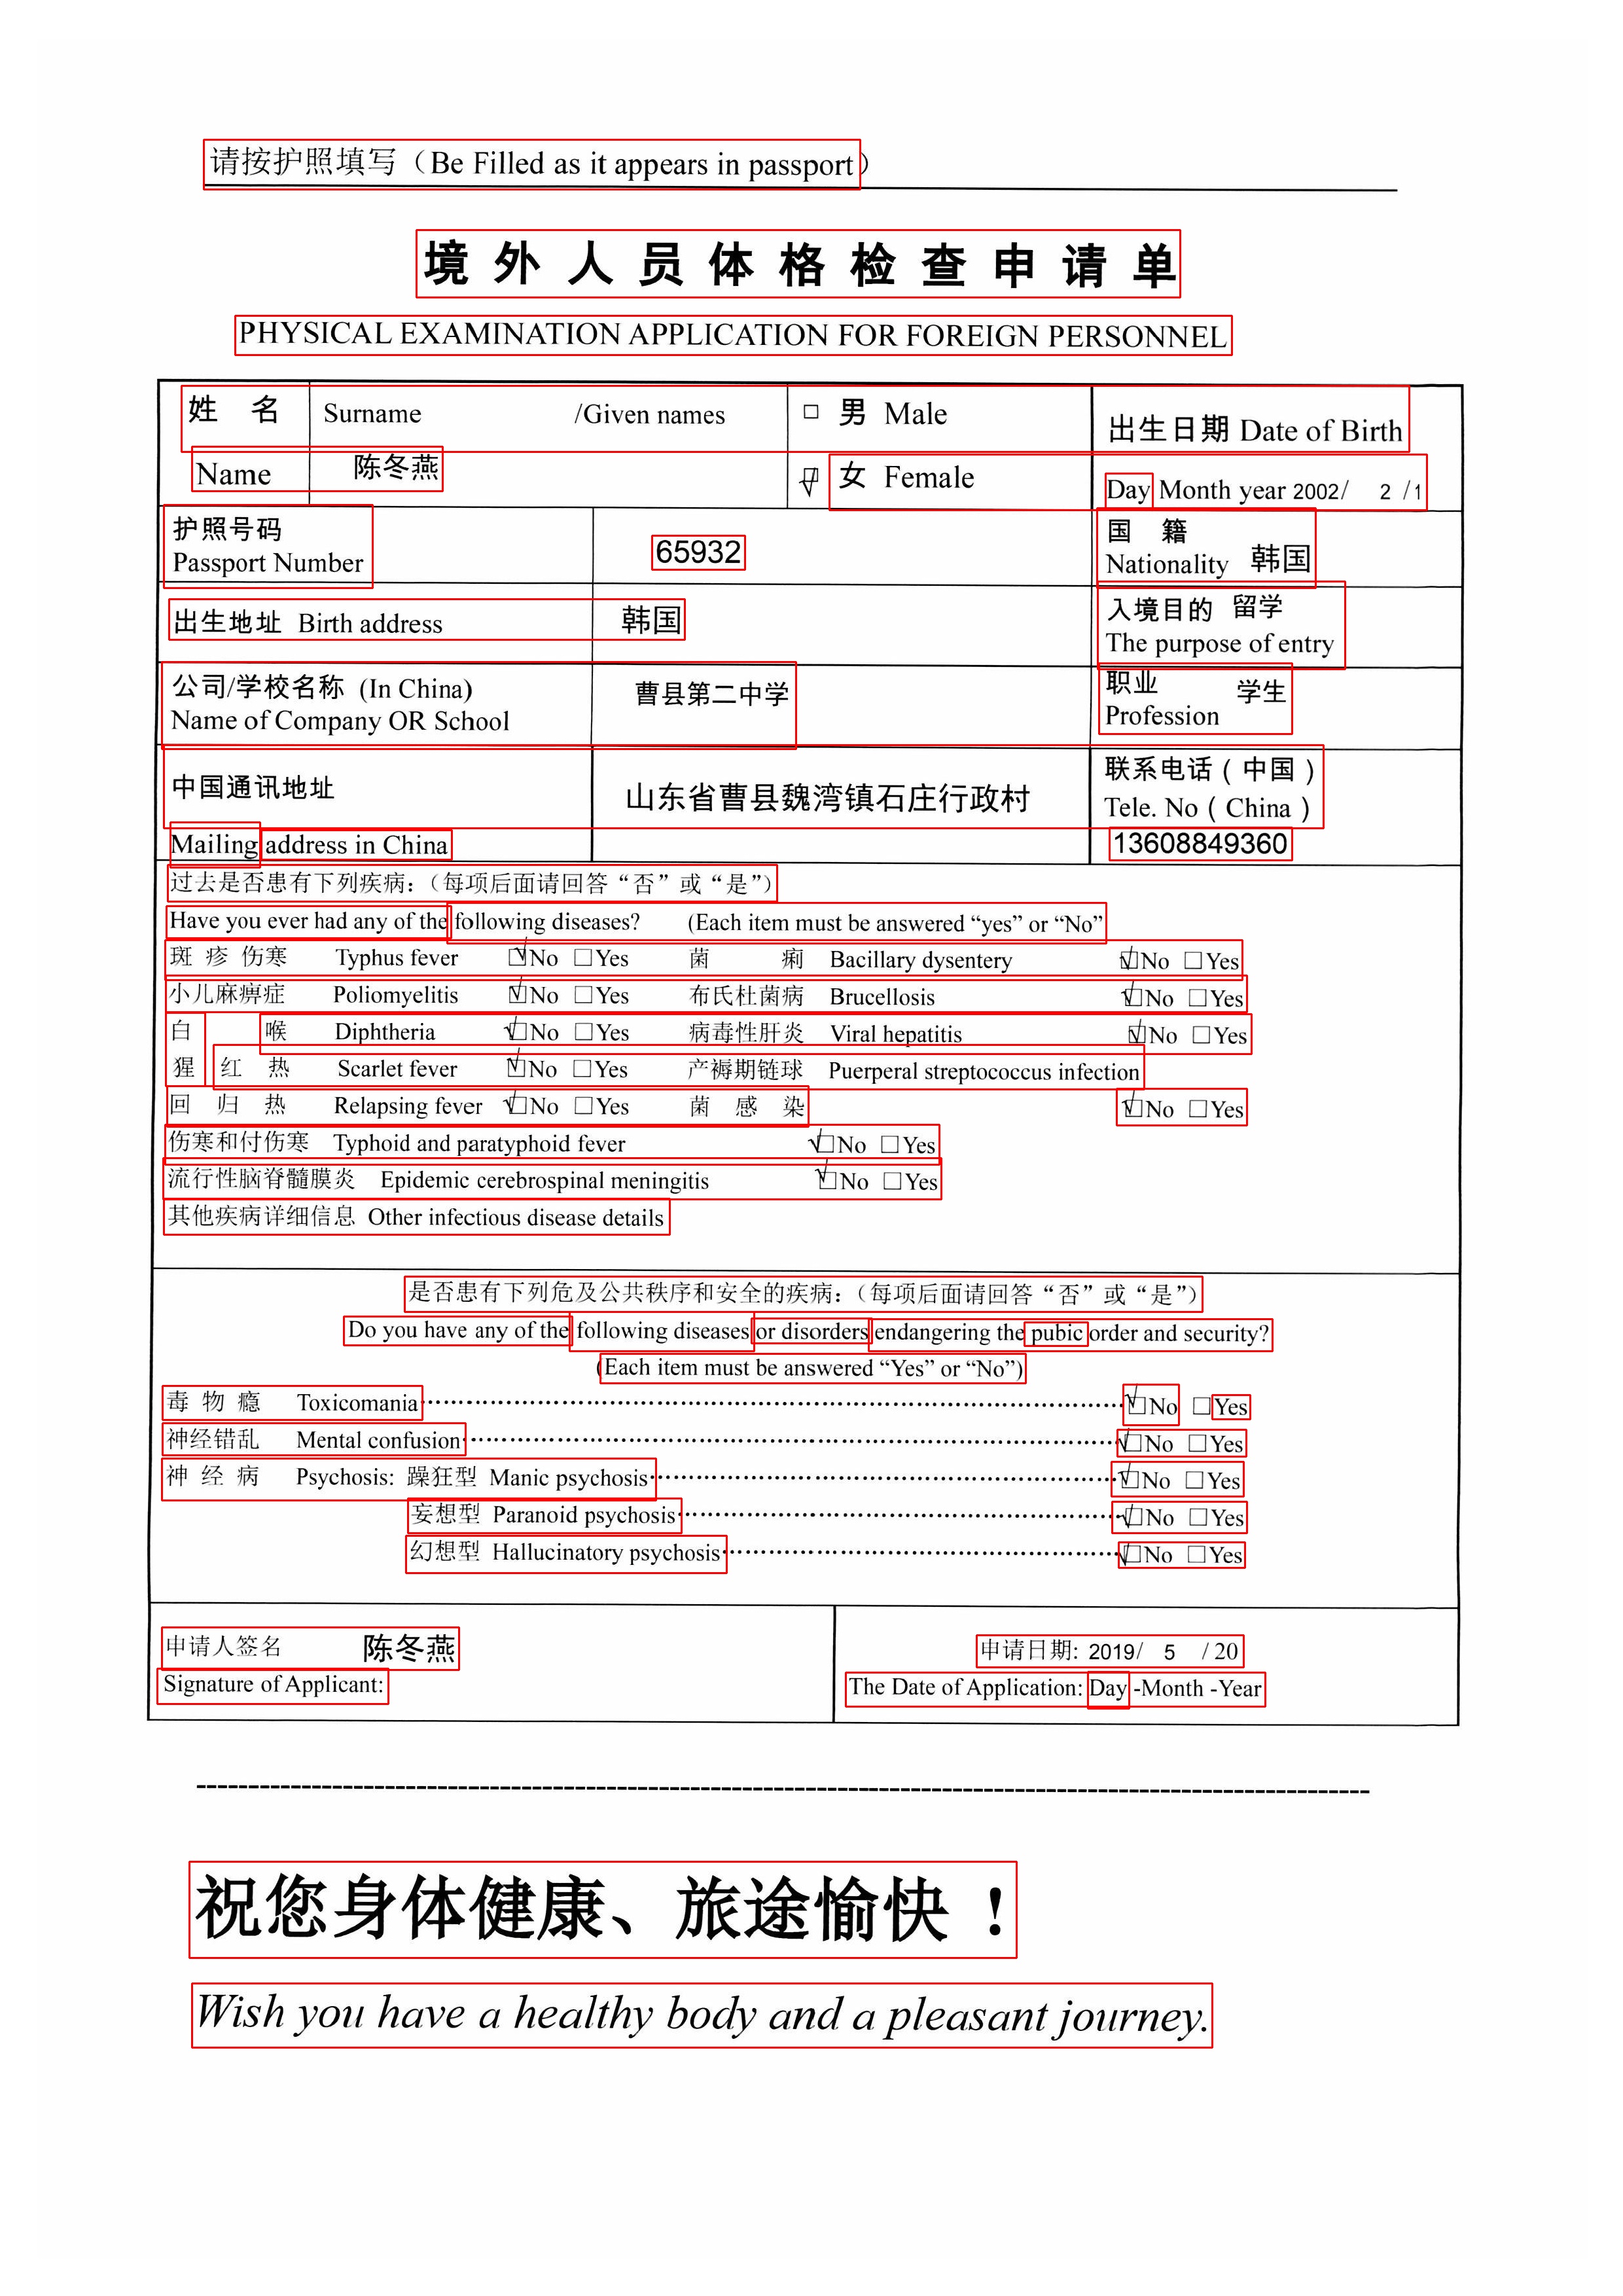 请按护照填写（Be Filled as it appears in passport）
境外人员体格检查申请单
PHYSICAL EXAMINATION APPLICATION FOR FOREIGN PERSONNEL
姓 名 Surname /Given names □ 男 Male 出生日期 Date of Birth
Name 陈冬燕 ☑ 女 Female Day Month year 2002/ 2 /1
护照号码 65932 国 籍
Passport Number Nationality 韩国
出生地址 Birth address 韩国 入境目的 留学
The purpose of entry
公司/学校名称 (In China) 曹县第二中学 职业 学生
Name of Company OR School Profession
中国通讯地址 山东省曹县魏湾镇石庄行政村 联系电话（中国）
Tele. No（China）
Mailing address in China 13608849360
过去是否患有下列疾病：（每项后面请回答“否”或“是”）
Have you ever had any of the following diseases? (Each item must be answered “yes” or “No”
斑疹伤寒 Typhus fever ☑No □Yes 菌 痢 Bacillary dysentery ☑No □Yes
小儿麻痹症 Poliomyelitis ☑No □Yes 布氏杜菌病 Brucellosis ☑No □Yes
白 喉 Diphtheria ☑No □Yes 病毒性肝炎 Viral hepatitis ☑No □Yes
猩 红 热 Scarlet fever ☑No □Yes 产褥期链球 Puerperal streptococcus infection
回 归 热 Relapsing fever ☑No □Yes 菌 感 染 ☑No □Yes
伤寒和付伤寒 Typhoid and paratyphoid fever ☑No □Yes
流行性脑脊髓膜炎 Epidemic cerebrospinal meningitis ☑No □Yes
其他疾病详细信息 Other infectious disease details
是否患有下列危及公共秩序和安全的疾病：（每项后面请回答“否”或“是”）
Do you have any of the following diseases or disorders endangering the pubic order and security?
(Each item must be answered “Yes” or “No”)
毒 物 瘾 Toxicomania ☑No □Yes
神经错乱 Mental confusion ☑No □Yes
神 经 病 Psychosis: 躁狂型 Manic psychosis ☑No □Yes
妄想型 Paranoid psychosis ☑No □Yes
幻想型 Hallucinatory psychosis ☑No □Yes
申请人签名 陈冬燕 申请日期: 2019/ 5 / 20
Signature of Applicant: The Date of Application: Day -Month -Year
祝您身体健康、旅途愉快！
Wish you have a healthy body and a pleasant journey.